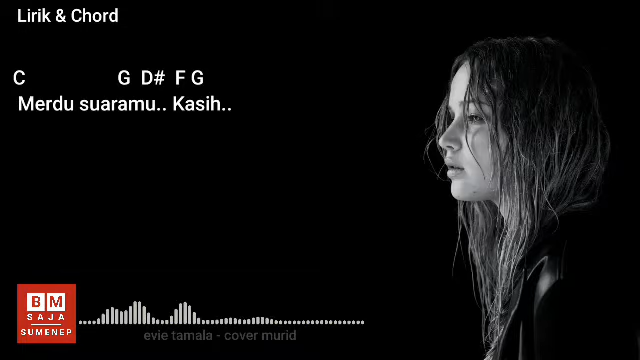 Lirik & Chord
C G D# F G
Merdu suaramu.. Kasih..
BM
SAJA
SUMENEP
evie tamala - cover murid